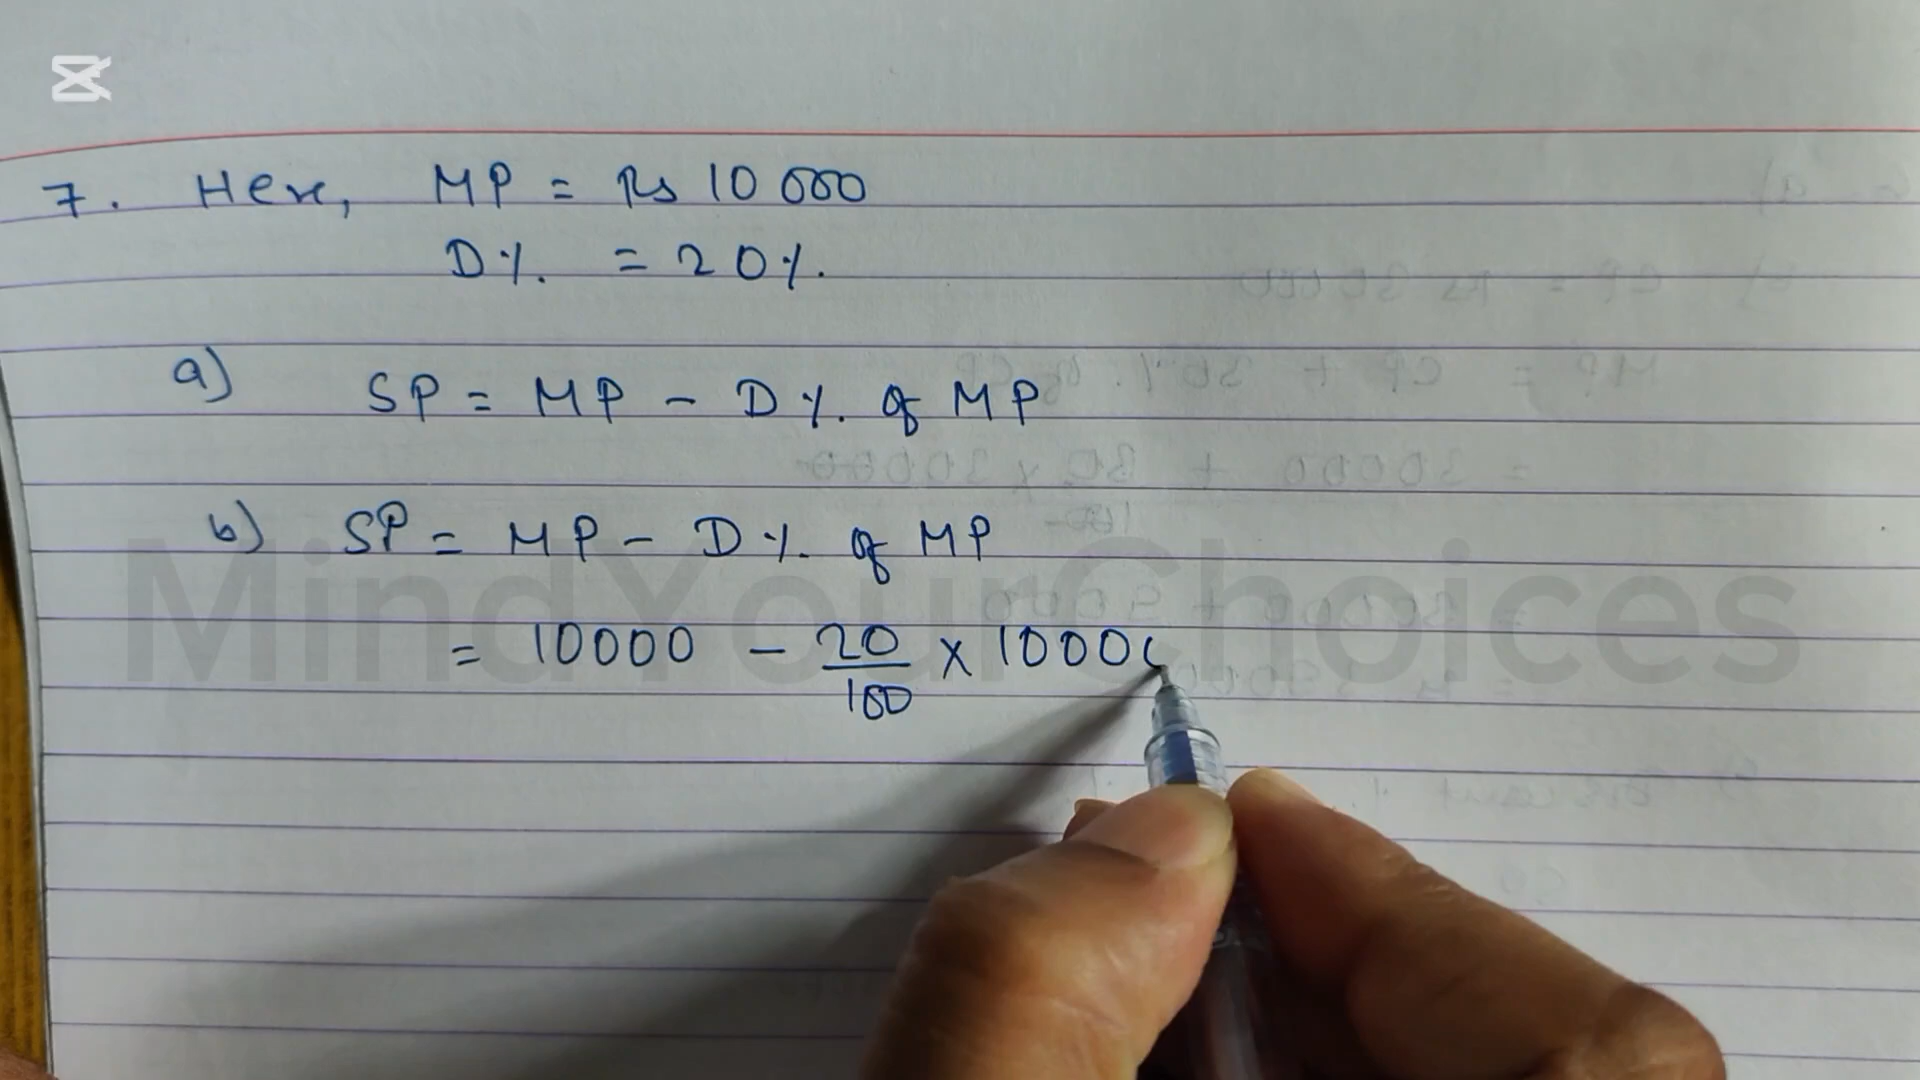 7. Here, MP = Rs 10 000
D% = 20%.
a) SP = MP - D% of MP
b) SP = MP - D% of MP
= 10000 - 20/100 × 10000
MindYourChoices